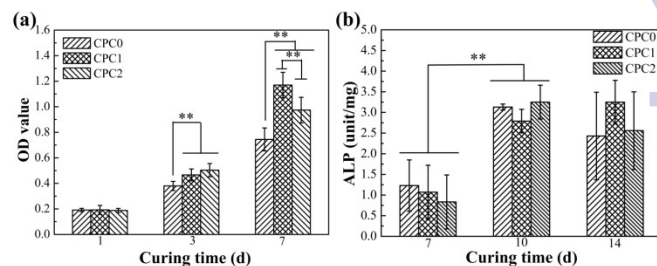 (a)
1.6
1.4
1.2
1.0
0.8
0.6
0.4
0.2
0.0
OD value
CPC0
CPC1
CPC2
**
**
**
1
3
7
Curing time (d)
(b)
5.0
4.5
4.0
3.5
3.0
2.5
2.0
1.5
1.0
0.5
0.0
ALP (unit/mg)
**
CPC0
CPC1
CPC2
7
10
14
Curing time (d)